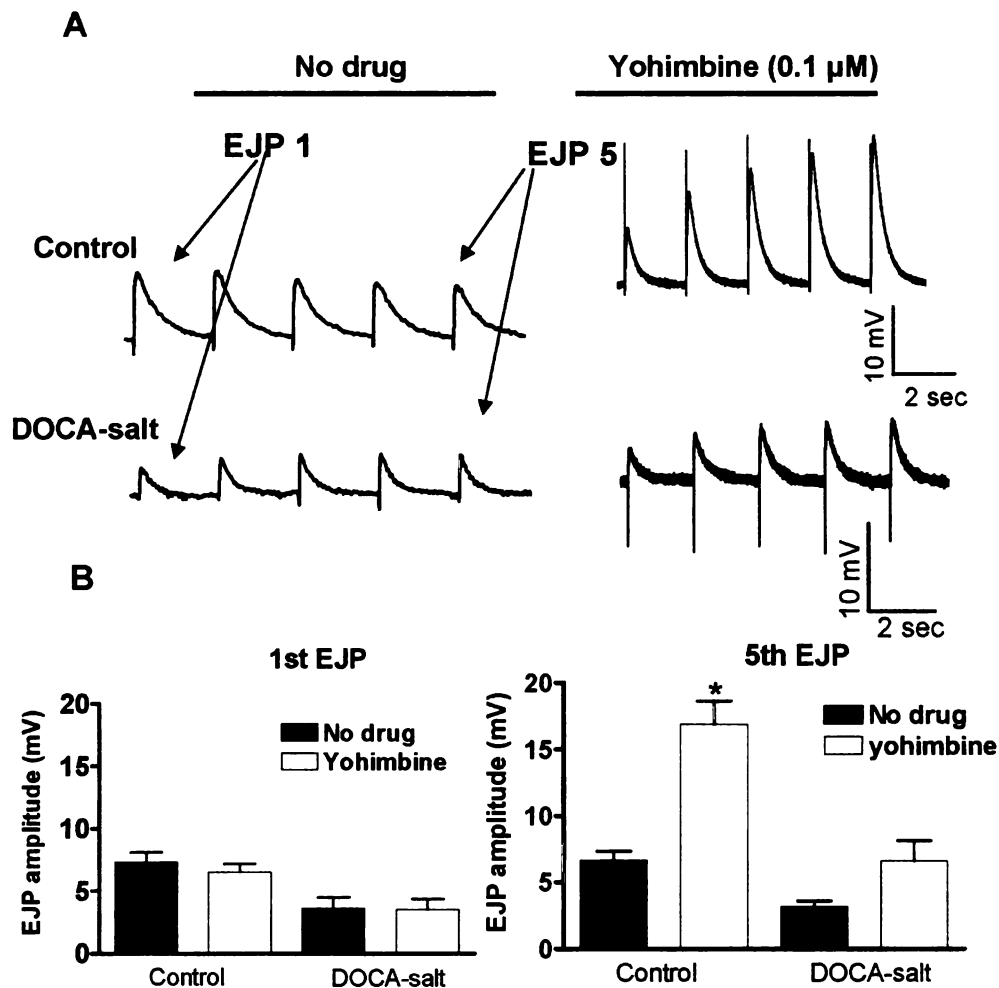 A
No drug
Yohimbine (0.1 µM)
EJP 1
EJP 5
Control
10 mV
2 sec
DOCA-salt
10 mV
2 sec
B
1st EJP
EJP amplitude (mV)
20
15
10
5
0
No drug
Yohimbine
Control
DOCA-salt
5th EJP
EJP amplitude (mV)
20
15
10
5
0
*
No drug
yohimbine
Control
DOCA-salt